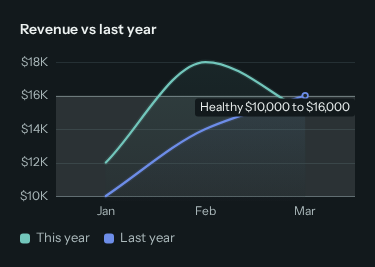 Revenue vs last year
$18K
$16K
Healthy $10,000 to $16,000
$14K
$12K
$10K
Jan Feb Mar
This year Last year